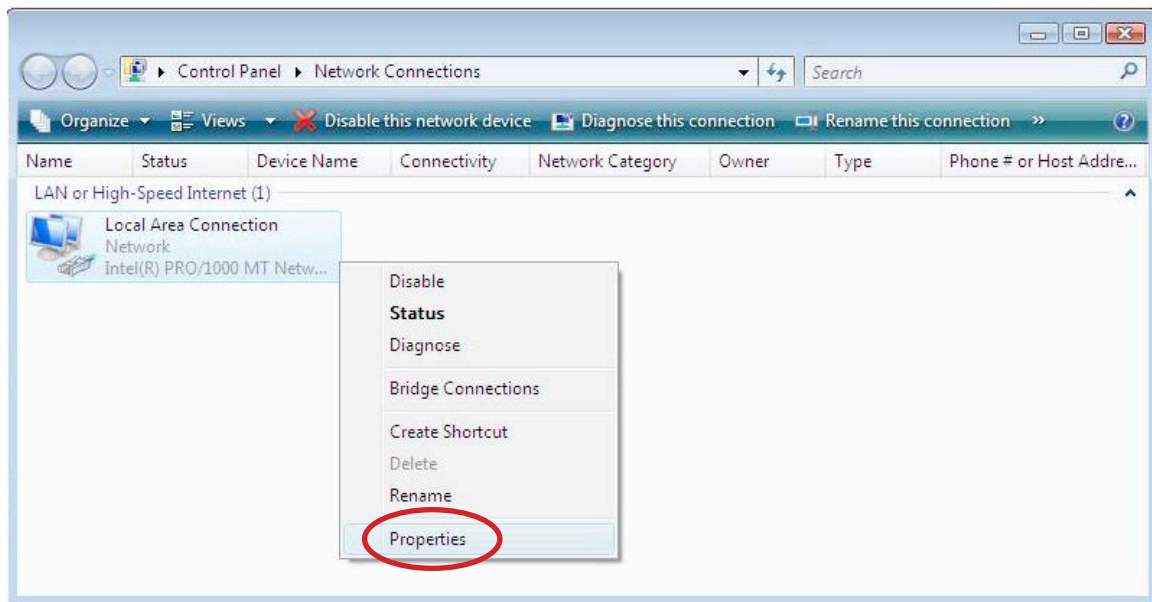 Control Panel Network Connections Search
Organize Views Disable this network device Diagnose this connection Rename this connection »
Name Status Device Name Connectivity Network Category Owner Type Phone # or Host Addre...
LAN or High-Speed Internet (1)
Local Area Connection
Network
Intel(R) PRO/1000 MT Netw...
Disable
Status
Diagnose
Bridge Connections
Create Shortcut
Delete
Rename
Properties